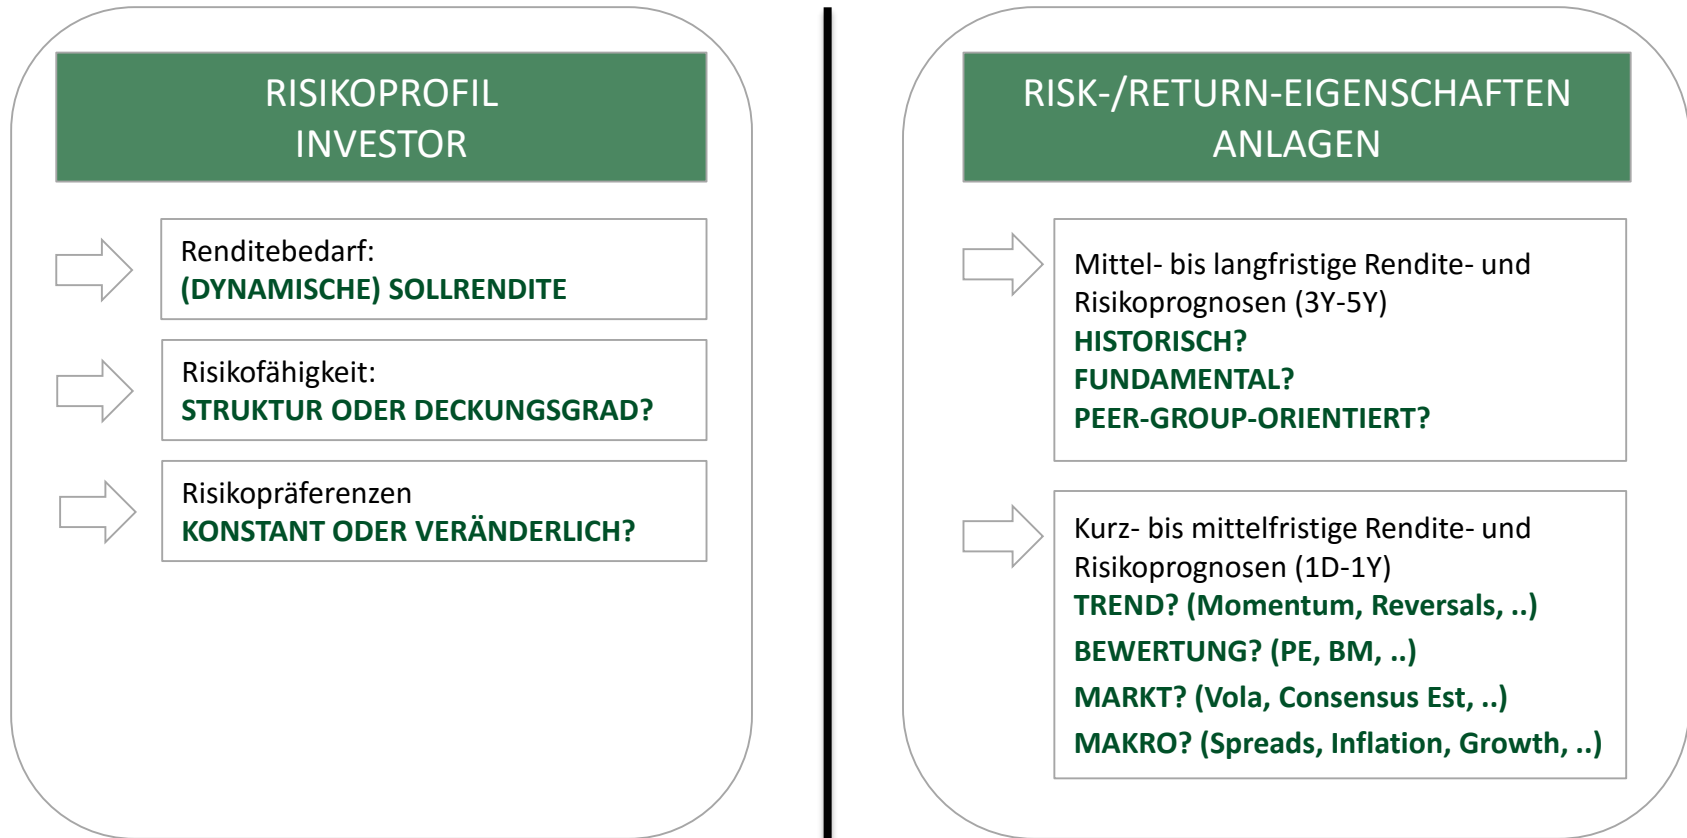 RISIKOPROFIL
INVESTOR
Renditebedarf:
(DYNAMISCHE) SOLLRENDITE
Risikofähigkeit:
STRUKTUR ODER DECKUNGSGRAD?
Risikopräferenzen
KONSTANT ODER VERÄNDERLICH?
RISK-/RETURN-EIGENSCHAFTEN
ANLAGEN
Mittel- bis langfristige Rendite- und
Risikoprognosen (3Y-5Y)
HISTORISCH?
FUNDAMENTAL?
PEER-GROUP-ORIENTIERT?
Kurz- bis mittelfristige Rendite- und
Risikoprognosen (1D-1Y)
TREND? (Momentum, Reversals, ..)
BEWERTUNG? (PE, BM, ..)
MARKT? (Vola, Consensus Est, ..)
MAKRO? (Spreads, Inflation, Growth, ..)